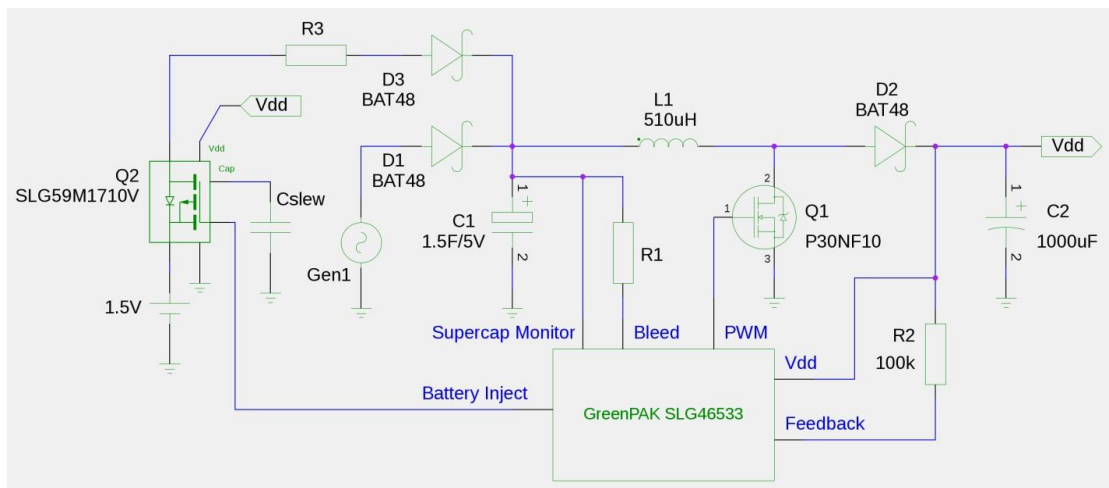 R3
D3
BAT48
Vdd
Vdd
Cap
Q2
SLG59M1710V
Cslew
1.5V
D1
BAT48
Gen1
1
+
C1
1.5F/5V
2
R1
L1
510uH
2
1
Q1
P30NF10
3
D2
BAT48
Vdd
1
+
C2
1000uF
2
R2
100k
Supercap Monitor
Bleed
PWM
Vdd
Battery Inject
GreenPAK SLG46533
Feedback